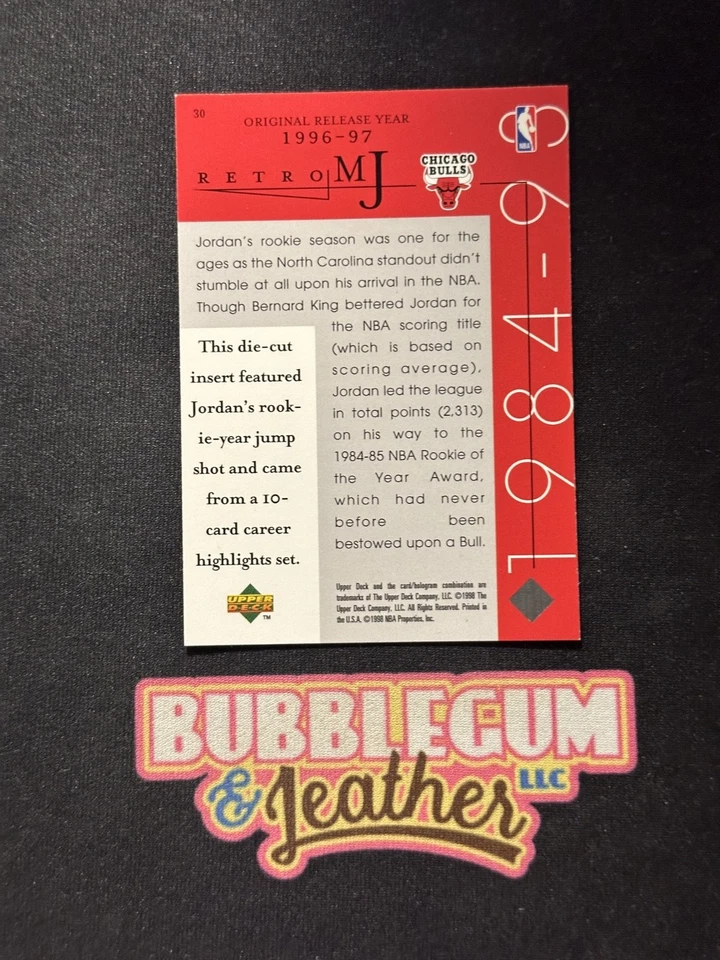 30
ORIGINAL RELEASE YEAR
1996-97
RETRO MJ
CHICAGO
BULLS
NBA
Jordan's rookie season was one for the
ages as the North Carolina standout didn't
stumble at all upon his arrival in the NBA.
Though Bernard King bettered Jordan for
the NBA scoring title
(which is based on
scoring average),
Jordan led the league
in total points (2,313)
on his way to the
1984-85 NBA Rookie of
the Year Award,
which had never
before been
bestowed upon a Bull.
This die-cut
insert featured
Jordan's rook-
ie-year jump
shot and came
from a 10-
card career
highlights set.
UPPER
DECK
TM
Upper Deck and the card/hologram combination are
trademarks of The Upper Deck Company, LLC. ©1998 The
Upper Deck Company, LLC. All Rights Reserved. Printed in
the U.S.A. ©1998 NBA Properties, Inc.
1984-93
BUBBLEGUM
& Leather LLC